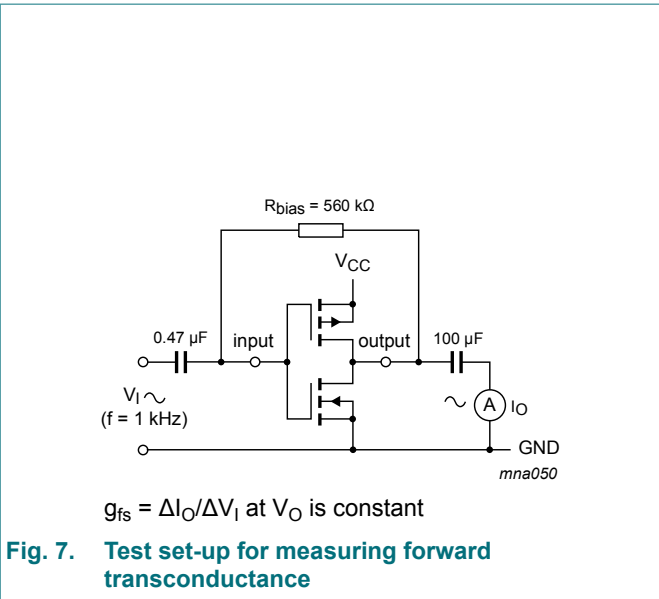 Rbias = 560 kΩ
VCC
0.47 µF
input
output
100 µF
VI
(f = 1 kHz)
A
IO
GND
mna050
gfs = ΔIO/ΔVI at VO is constant
Fig. 7. Test set-up for measuring forward
transconductance